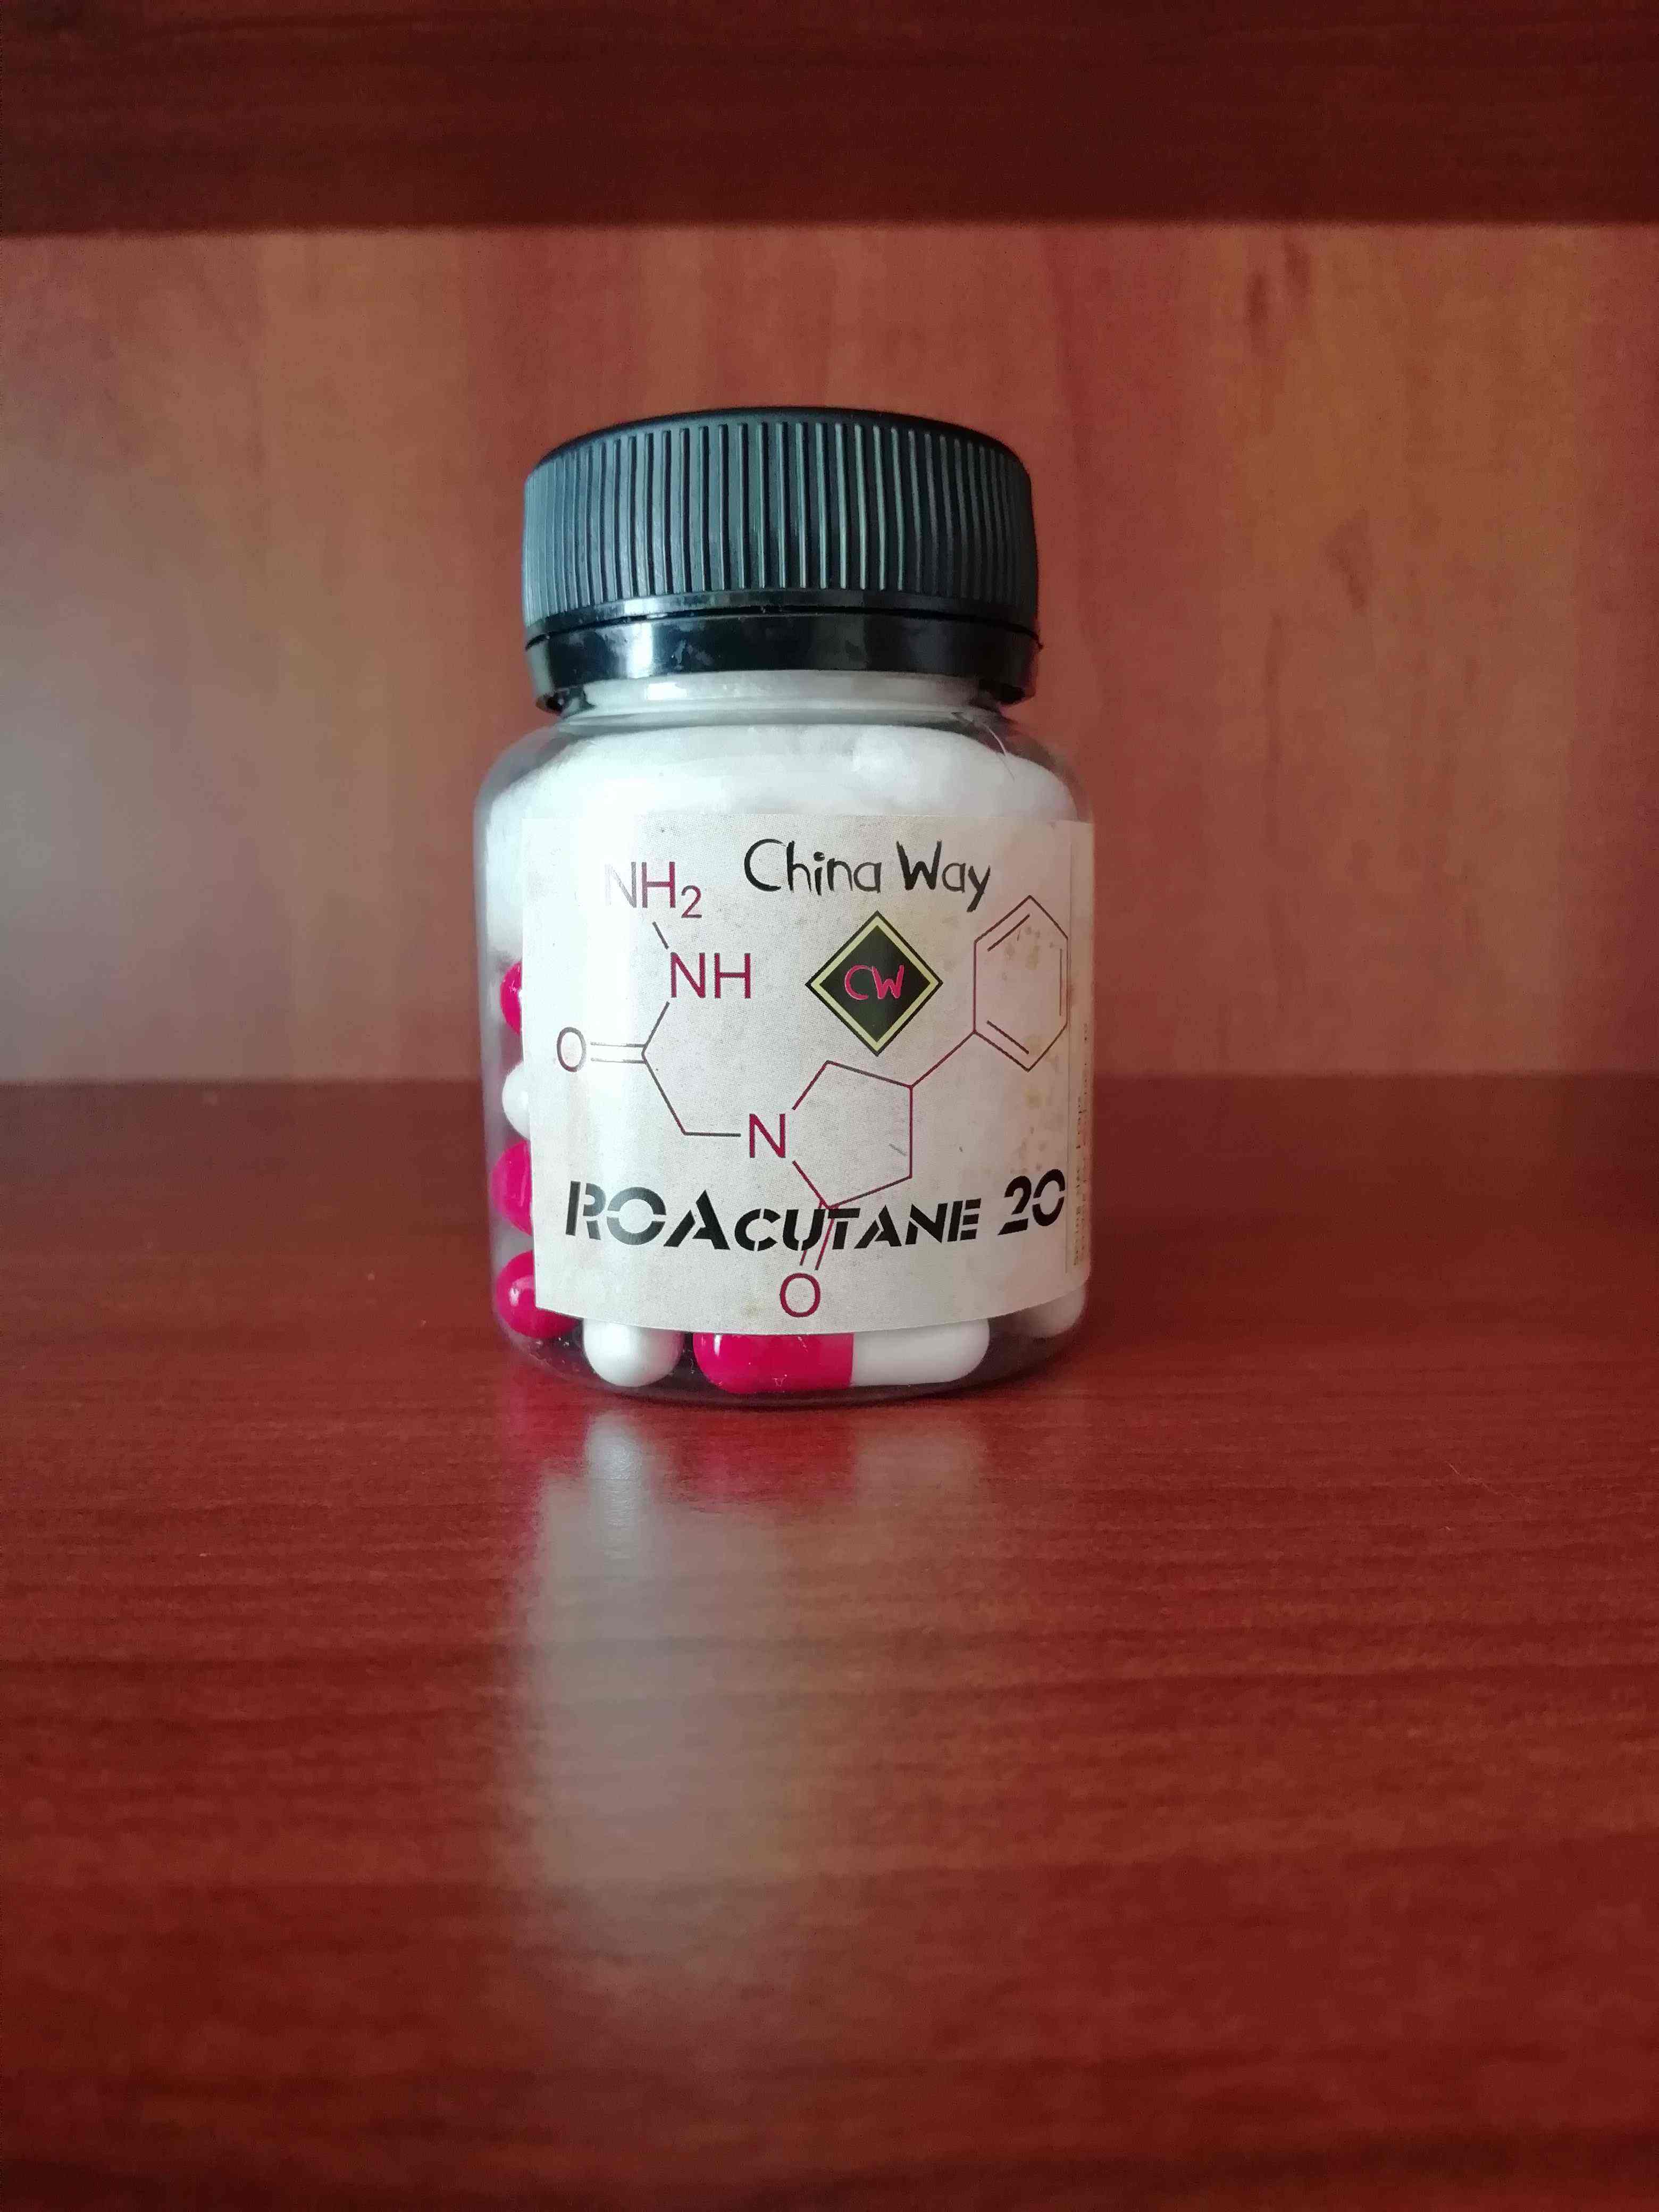 China Way
NH2
CW
NH
O
N
ROACUTANE 20
O